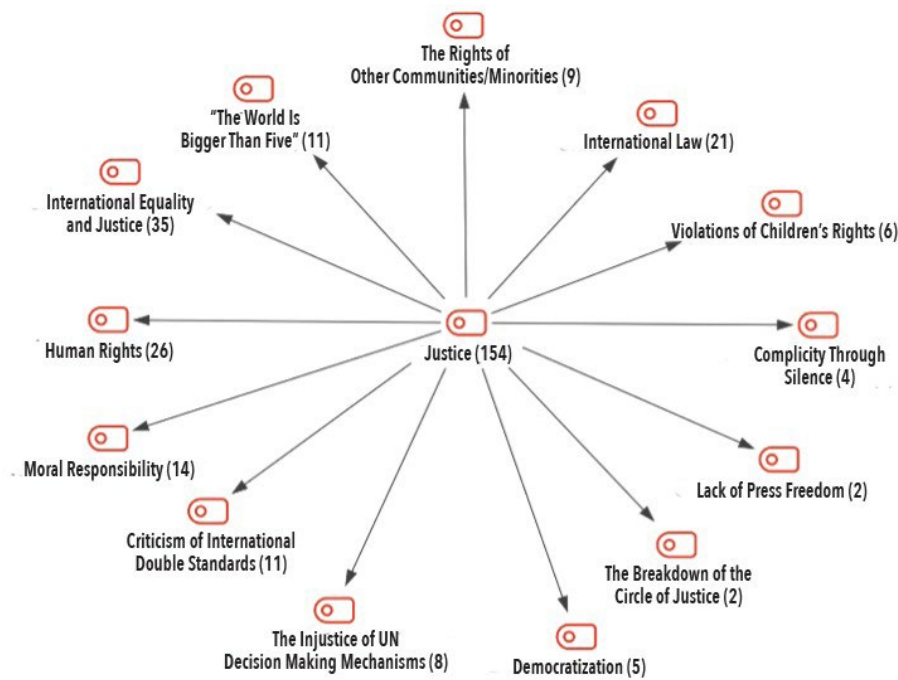 The Rights of
Other Communities/Minorities (9)
“The World Is
Bigger Than Five” (11)
International Law (21)
International Equality
and Justice (35)
Violations of Children’s Rights (6)
Human Rights (26)
Justice (154)
Complicity Through
Silence (4)
Moral Responsibility (14)
Lack of Press Freedom (2)
Criticism of International
Double Standards (11)
The Breakdown of the
Circle of Justice (2)
The Injustice of UN
Decision Making Mechanisms (8)
Democratization (5)